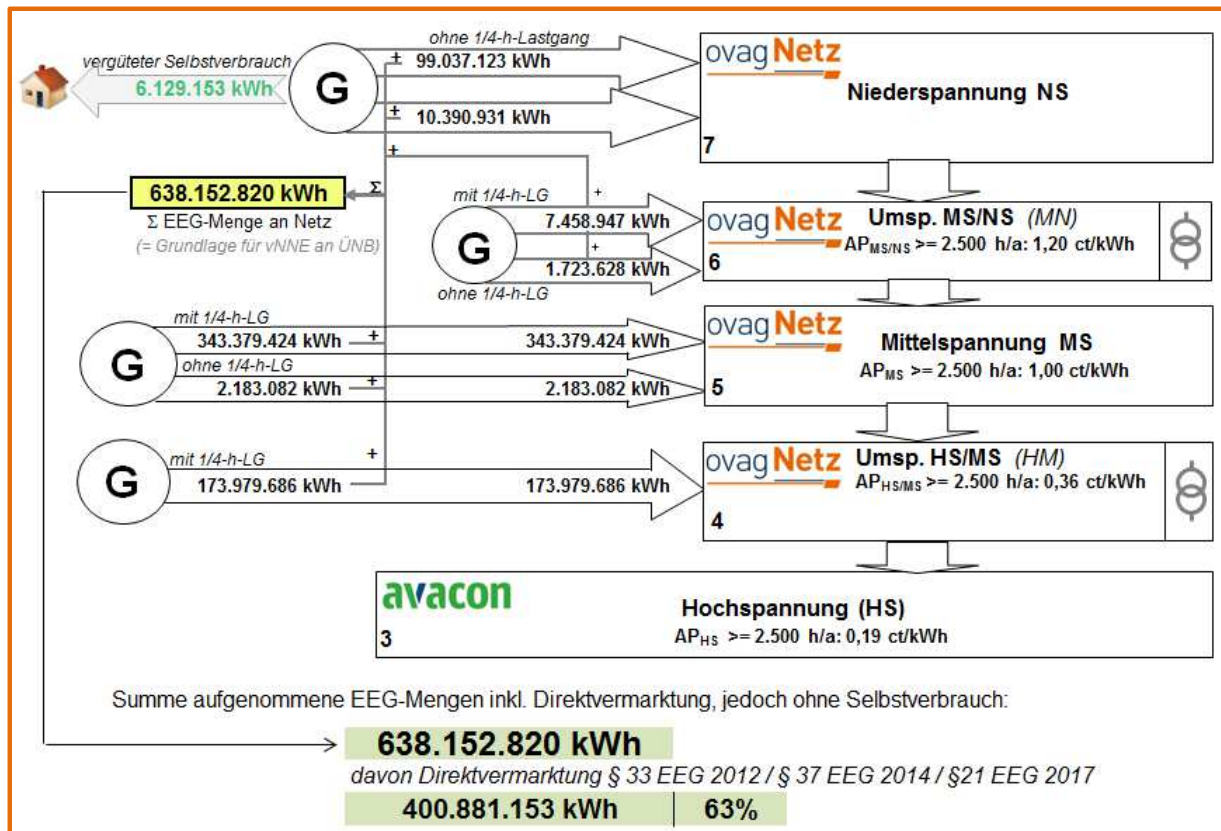 ohne 1/4-h-Lastgang
99.037.123 kWh
vergüteter Selbstverbrauch
6.129.153 kWh
G
10.390.931 kWh
ovag Netz
Niederspannung NS
7
638.152.820 kWh
Σ
Σ EEG-Menge an Netz
(= Grundlage für vNNE an ÜNB)
mit 1/4-h-LG
7.458.947 kWh
G
1.723.628 kWh
ohne 1/4-h-LG
ovag Netz
Umsp. MS/NS (MN)
AP MS/NS >= 2.500 h/a: 1,20 ct/kWh
6
mit 1/4-h-LG
343.379.424 kWh
343.379.424 kWh
G
ohne 1/4-h-LG
2.183.082 kWh
2.183.082 kWh
ovag Netz
Mittelspannung MS
AP MS >= 2.500 h/a: 1,00 ct/kWh
5
mit 1/4-h-LG
G
173.979.686 kWh
173.979.686 kWh
ovag Netz
Umsp. HS/MS (HM)
AP HS/MS >= 2.500 h/a: 0,36 ct/kWh
4
avacon
Hochspannung (HS)
AP HS >= 2.500 h/a: 0,19 ct/kWh
3
Summe aufgenommene EEG-Mengen inkl. Direktvermarktung, jedoch ohne Selbstverbrauch:
638.152.820 kWh
davon Direktvermarktung § 33 EEG 2012 / § 37 EEG 2014 / §21 EEG 2017
400.881.153 kWh 63%